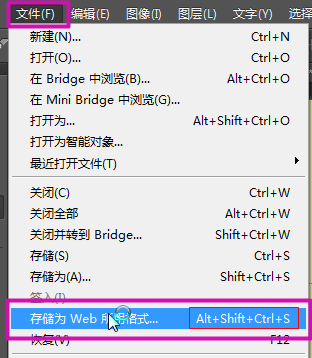 文件(F) 编辑(E) 图像(I) 图层(L) 文字(Y) 选择
新建(N)... Ctrl+N
打开(O)... Ctrl+O
在 Bridge 中浏览(B)... Alt+Ctrl+O
在 Mini Bridge 中浏览(G)...
打开为... Alt+Shift+Ctrl+O
打开为智能对象...
最近打开文件(T)
关闭(C) Ctrl+W
关闭全部 Alt+Ctrl+W
关闭并转到 Bridge... Shift+Ctrl+W
存储(S) Ctrl+S
存储为(A)... Shift+Ctrl+S
签入(I)...
存储为 Web 所用格式... Alt+Shift+Ctrl+S
恢复(V) F12